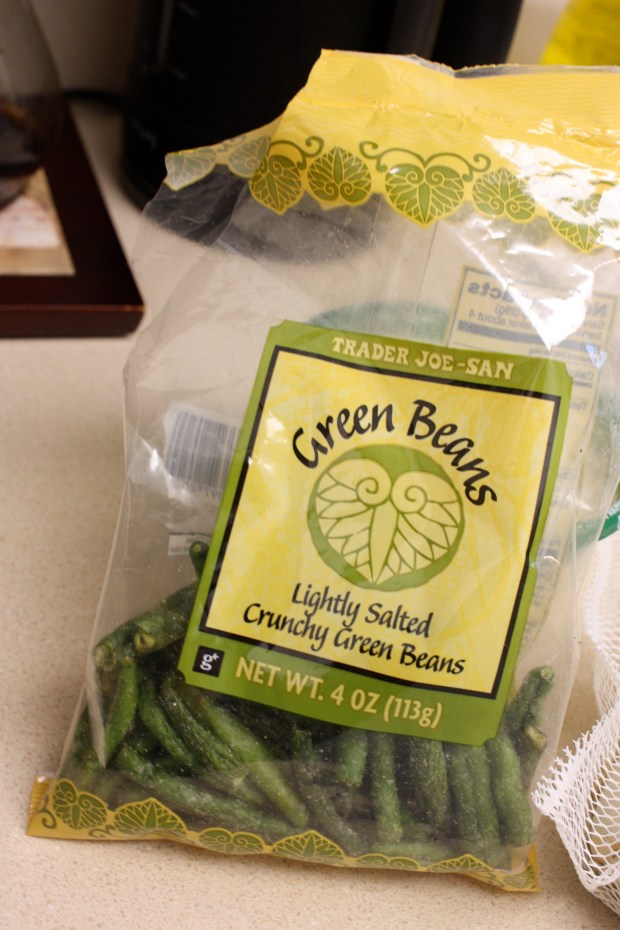 TRADER JOE-SAN
Green Beans
Lightly Salted
Crunchy Green Beans
g*
NET WT. 4 OZ (113g)